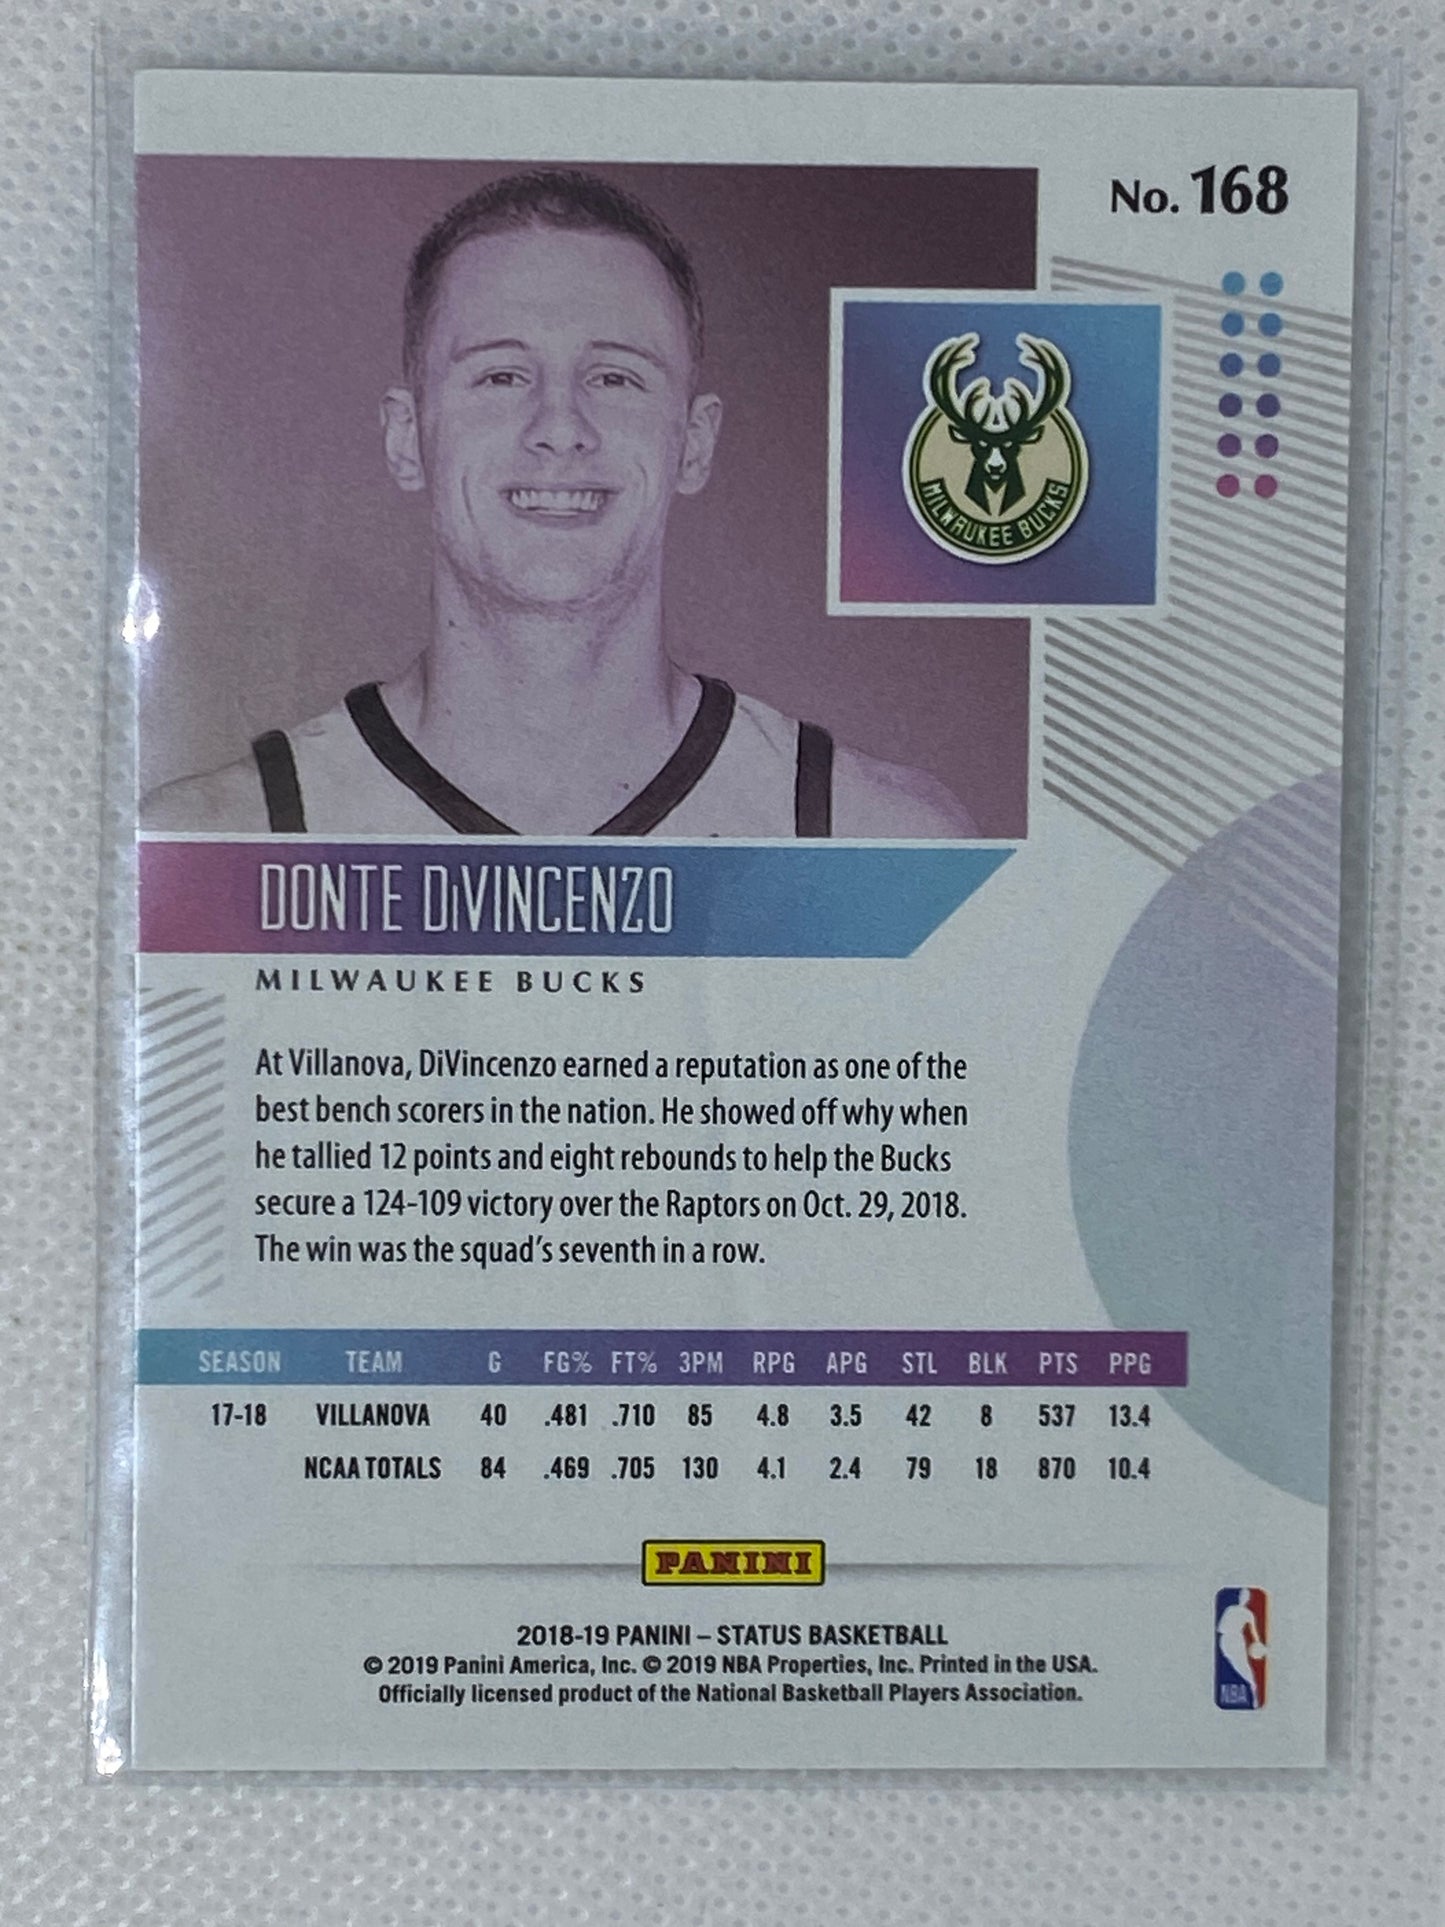 No. 168
MILWAUKEE BUCKS
DONTE DiVINCENZO
MILWAUKEE BUCKS
At Villanova, DiVincenzo earned a reputation as one of the
best bench scorers in the nation. He showed off why when
he tallied 12 points and eight rebounds to help the Bucks
secure a 124-109 victory over the Raptors on Oct. 29, 2018.
The win was the squad's seventh in a row.
SEASON TEAM G FG% FT% 3PM RPG APG STL BLK PTS PPG
17-18 VILLANOVA 40 .481 .710 85 4.8 3.5 42 8 537 13.4
NCAA TOTALS 84 .469 .705 130 4.1 2.4 79 18 870 10.4
PANINI
2018-19 PANINI – STATUS BASKETBALL
© 2019 Panini America, Inc. © 2019 NBA Properties, Inc. Printed in the USA.
Officially licensed product of the National Basketball Players Association.
NBA